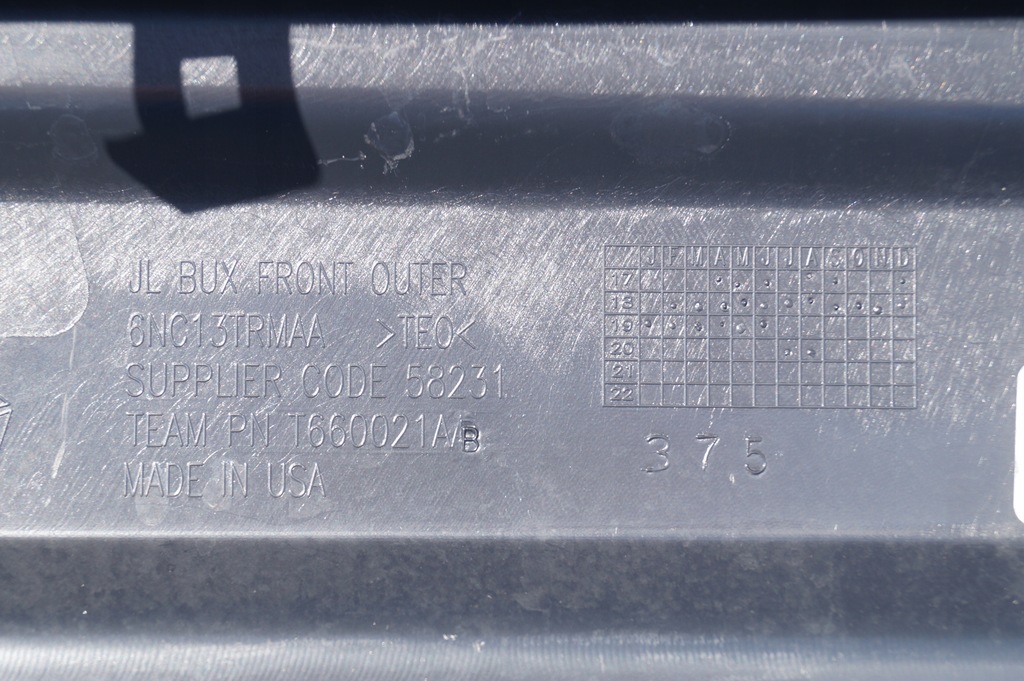 JL BUX FRONT OUTER
6NC13TRMAA >TEO<
SUPPLIER CODE 58231
TEAM PN T660021AB
MADE IN USA
J F M A M J J A S O N D
17
18
19
20
21
22
375